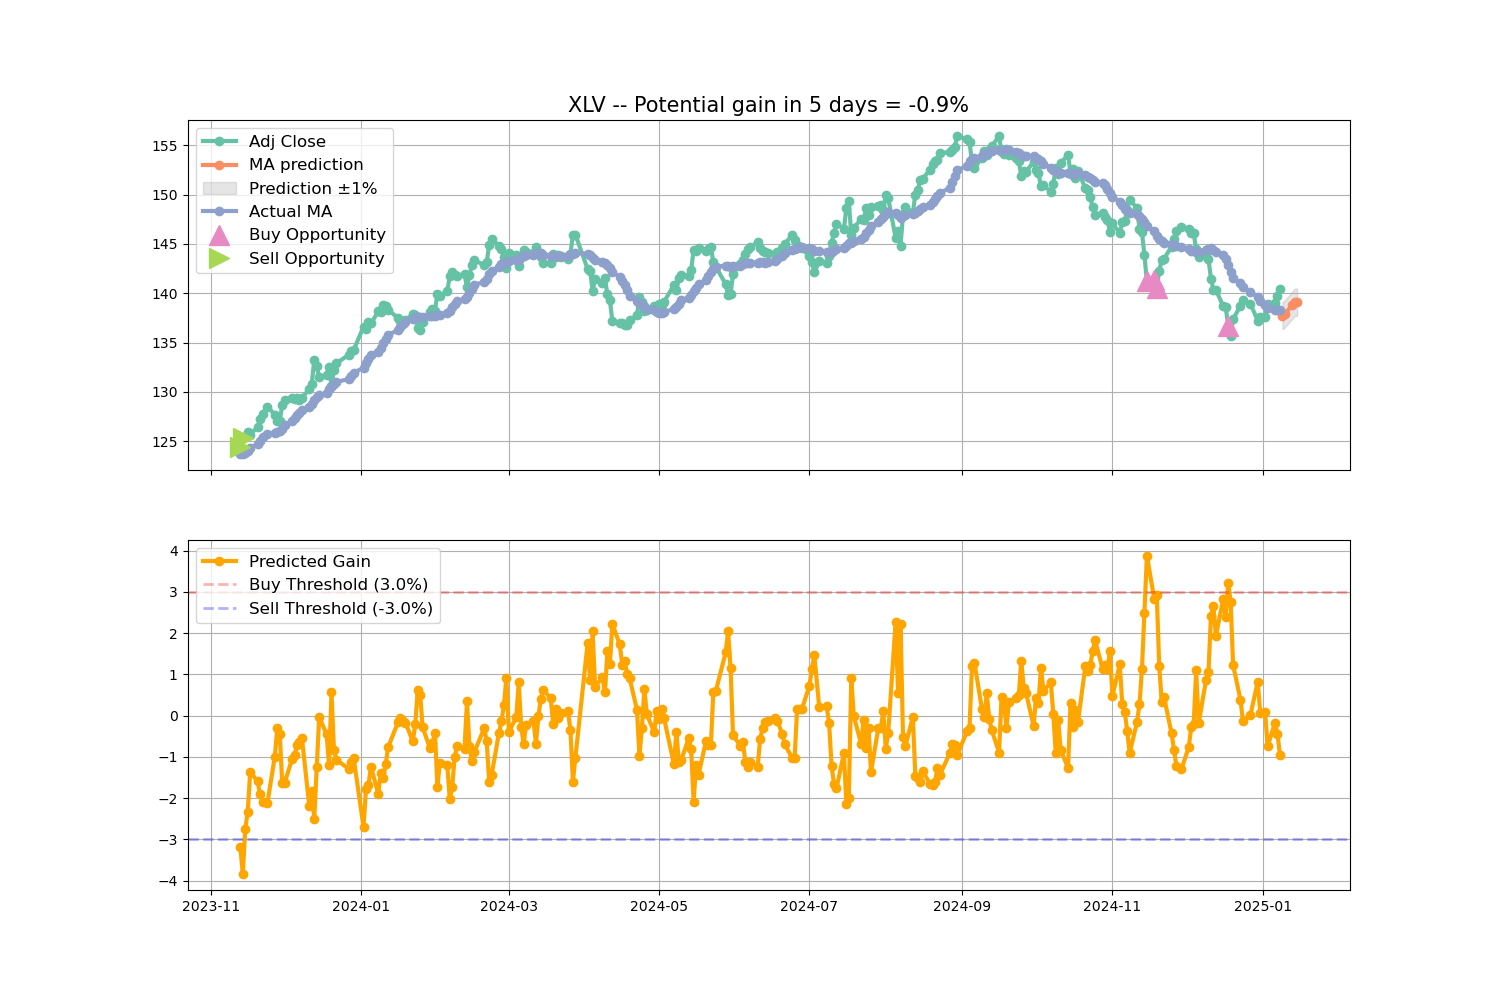 XLV -- Potential gain in 5 days = -0.9%
Adj Close
MA prediction
Prediction ±1%
Actual MA
Buy Opportunity
Sell Opportunity
155
150
145
140
135
130
125
Predicted Gain
Buy Threshold (3.0%)
Sell Threshold (-3.0%)
4
3
2
1
0
−1
−2
−3
−4
2023-11
2024-01
2024-03
2024-05
2024-07
2024-09
2024-11
2025-01